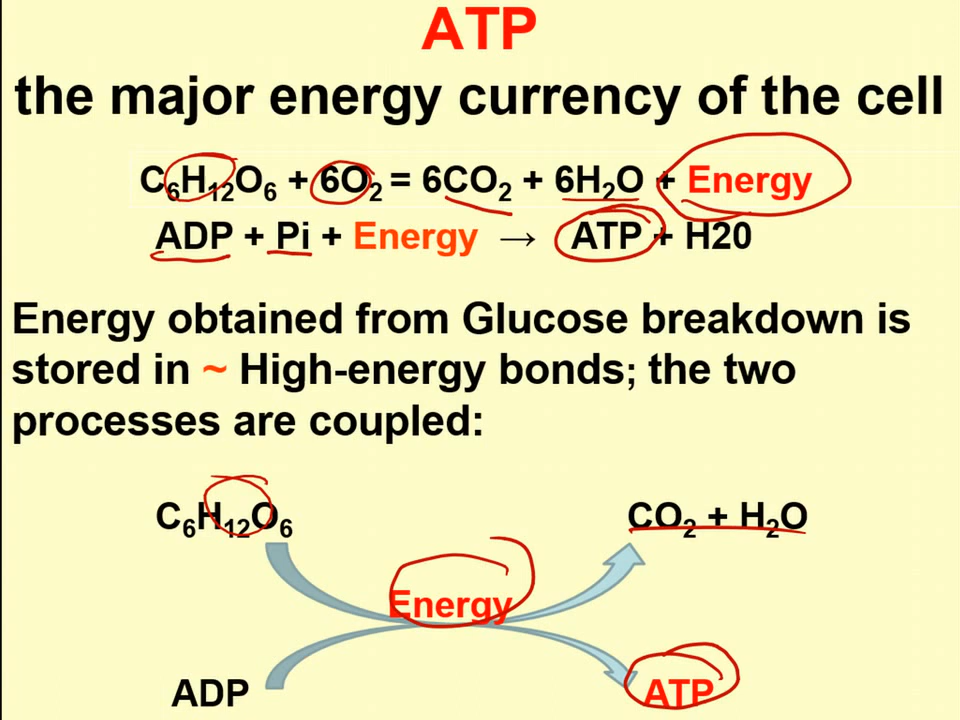 ATP
the major energy currency of the cell
C₆H₁₂O₆ + 6O₂ = 6CO₂ + 6H₂O + Energy
ADP + Pi + Energy → ATP + H20
Energy obtained from Glucose breakdown is
stored in ~ High-energy bonds; the two
processes are coupled:
C₆H₁₂O₆ CO₂ + H₂O
Energy
ADP ATP